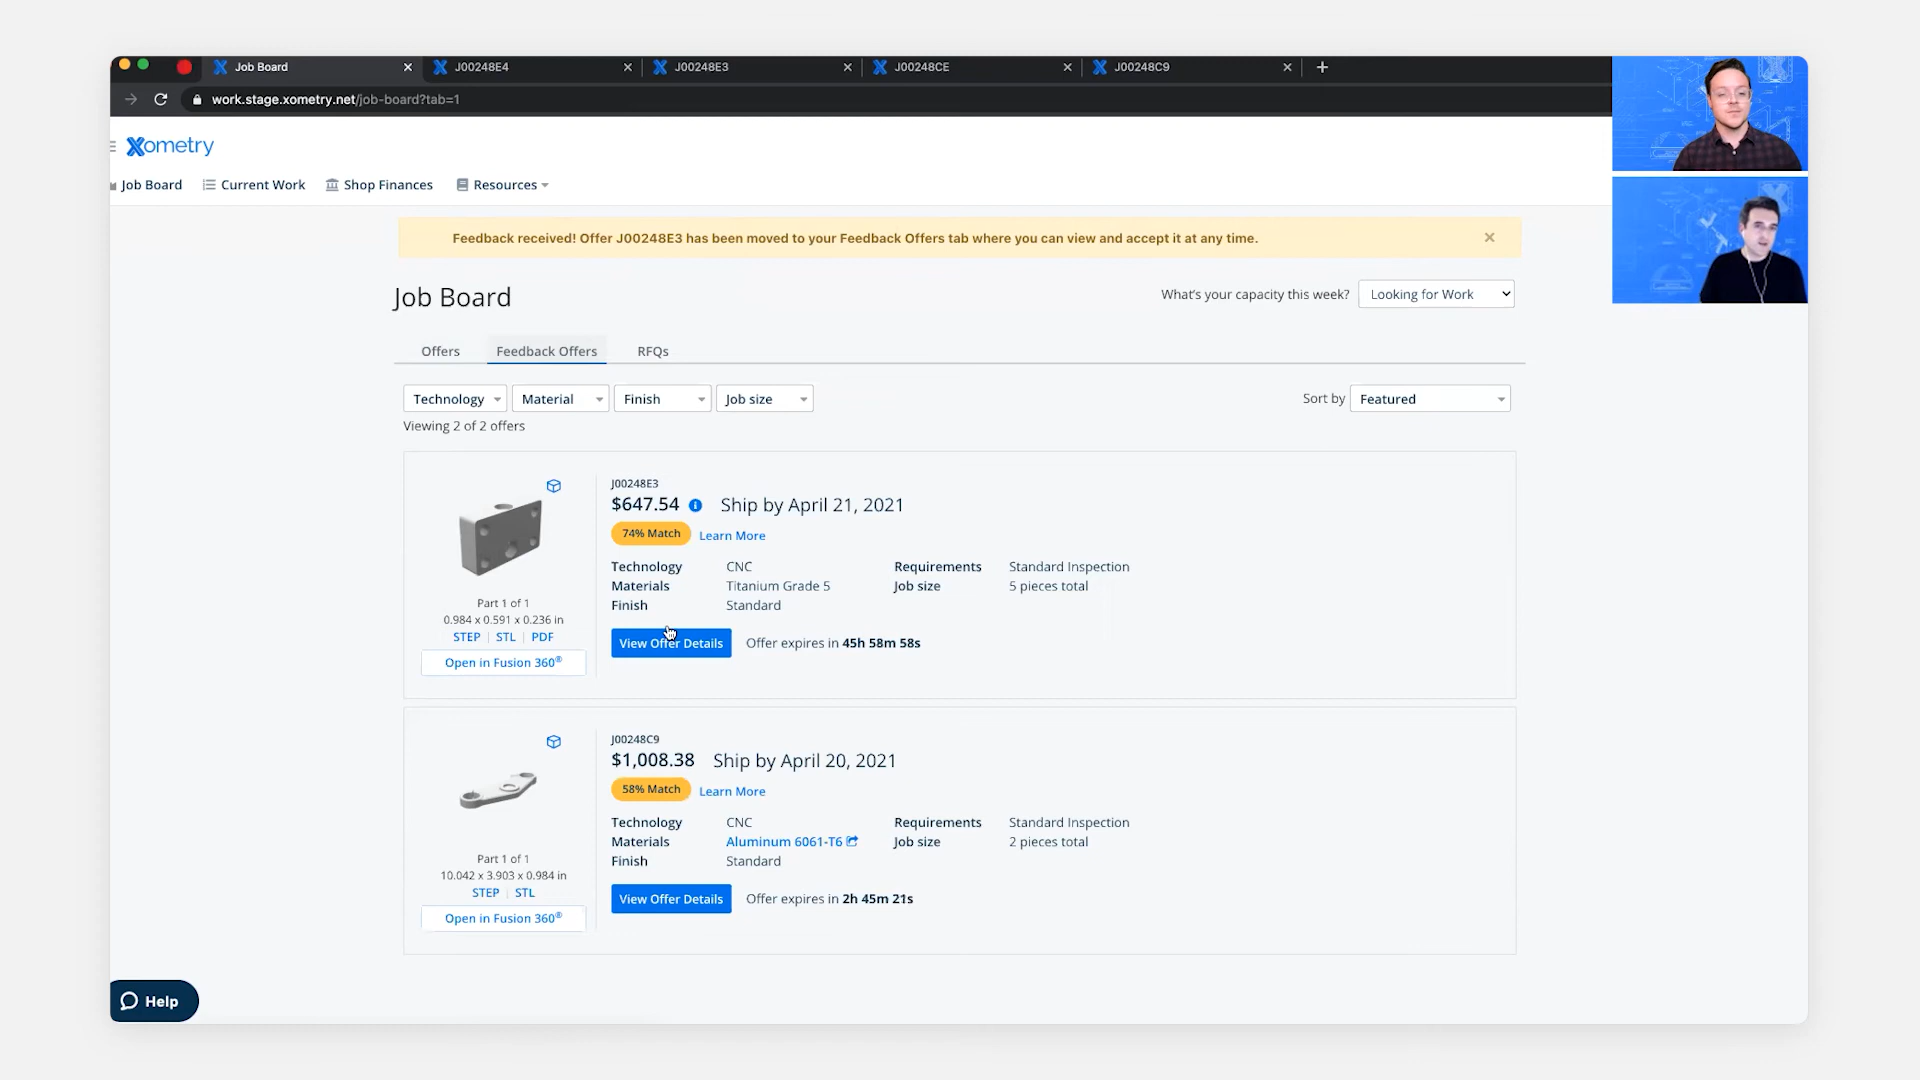 Job Board
J00248E4
J00248E3
J00248CE
J00248C9
work.stage.xometry.net/job-board?tab=1
Xometry
Job Board
Current Work
Shop Finances
Resources
Feedback received! Offer J00248E3 has been moved to your Feedback Offers tab where you can view and accept it at any time.
Job Board
What's your capacity this week?
Looking for Work
Offers
Feedback Offers
RFQs
Technology
Material
Finish
Job size
Sort by
Featured
Viewing 2 of 2 offers
J00248E3
$647.54
Ship by April 21, 2021
74% Match
Learn More
Technology
CNC
Requirements
Standard Inspection
Materials
Titanium Grade 5
Job size
5 pieces total
Finish
Standard
Part 1 of 1
0.984 x 0.591 x 0.236 in
STEP | STL | PDF
Open in Fusion 360®
View Offer Details
Offer expires in 45h 58m 58s
J00248C9
$1,008.38
Ship by April 20, 2021
58% Match
Learn More
Technology
CNC
Requirements
Standard Inspection
Materials
Aluminum 6061-T6
Job size
2 pieces total
Finish
Standard
Part 1 of 1
10.042 x 3.903 x 0.984 in
STEP | STL
Open in Fusion 360®
View Offer Details
Offer expires in 2h 45m 21s
Help